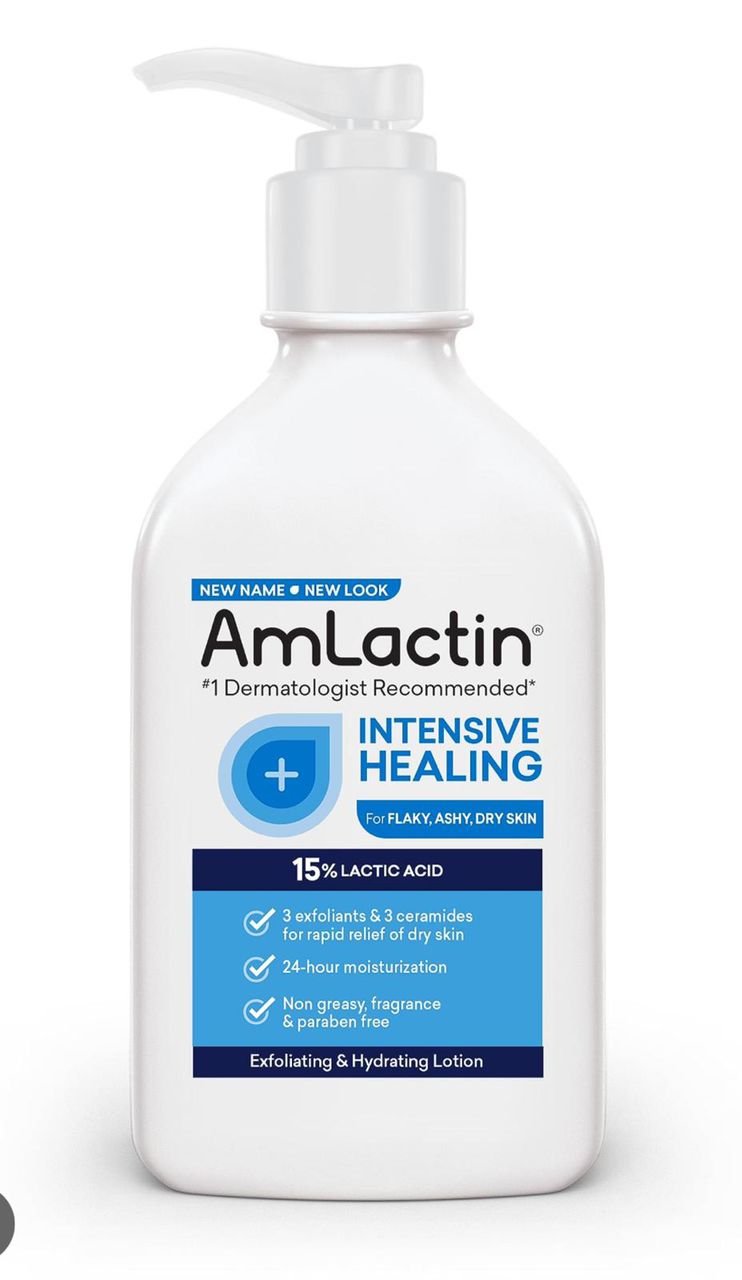 NEW NAME NEW LOOK
AmLactin®
#1 Dermatologist Recommended*
INTENSIVE
HEALING
For FLAKY, ASHY, DRY SKIN
15% LACTIC ACID
3 exfoliants & 3 ceramides
for rapid relief of dry skin
24-hour moisturization
Non greasy, fragrance
& paraben free
Exfoliating & Hydrating Lotion